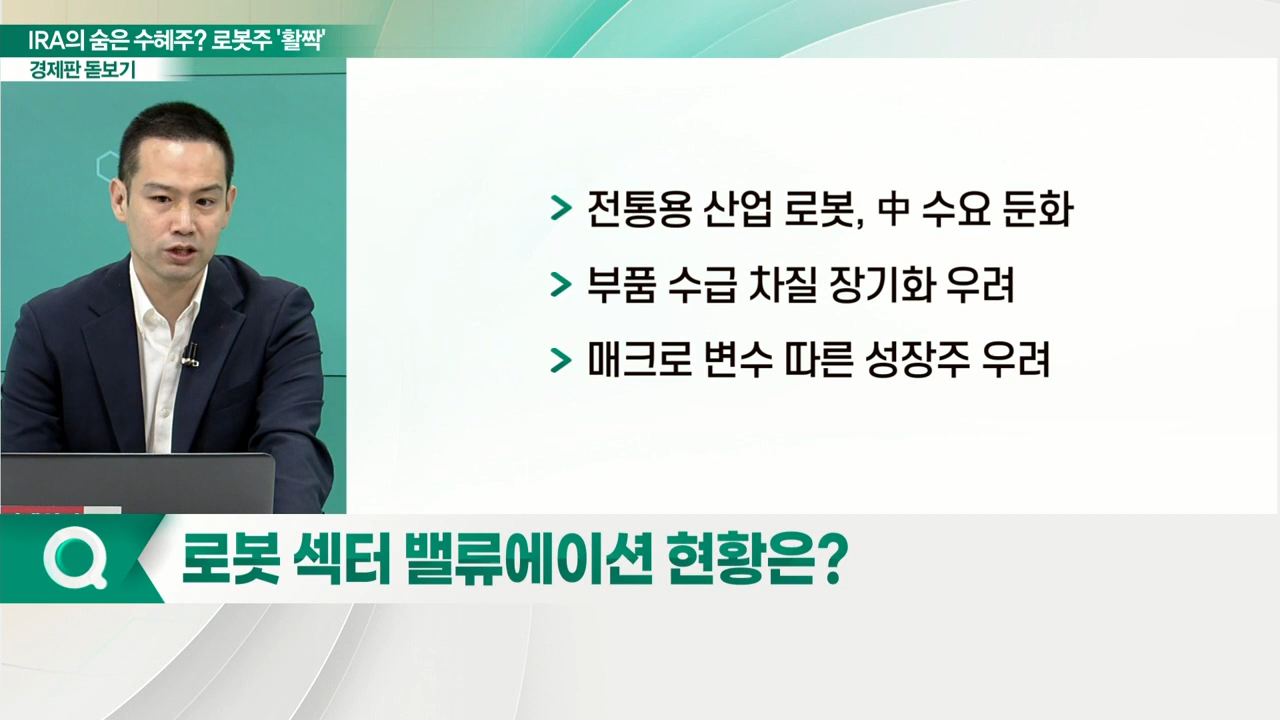 IRA의 숨은 수혜주? 로봇주 '활짝'
경제판 돋보기
> 전통용 산업 로봇, 中 수요 둔화
> 부품 수급 차질 장기화 우려
> 매크로 변수 따른 성장주 우려
로봇 섹터 밸류에이션 현황은?